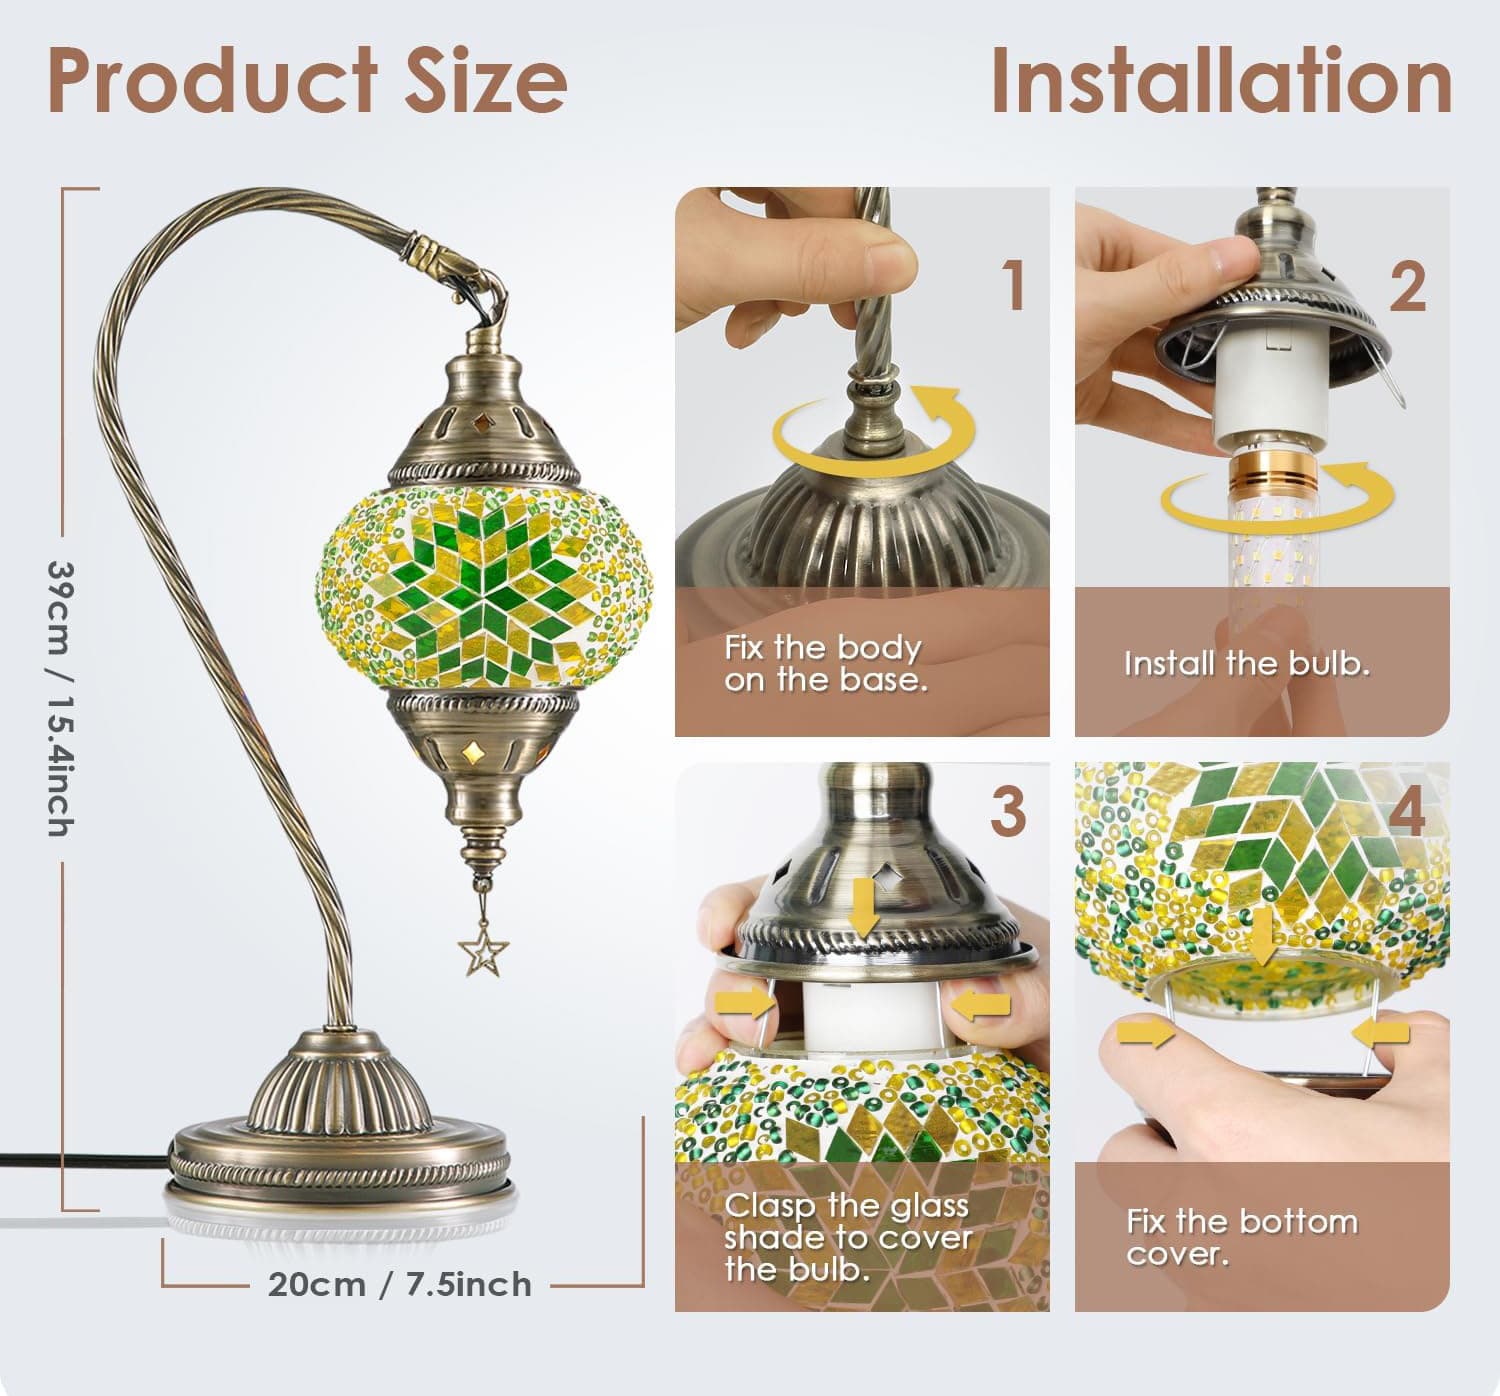 Product Size
Installation
39cm / 15.4inch
20cm / 7.5inch
1
Fix the body
on the base.
2
Install the bulb.
3
Clasp the glass
shade to cover
the bulb.
4
Fix the bottom
cover.